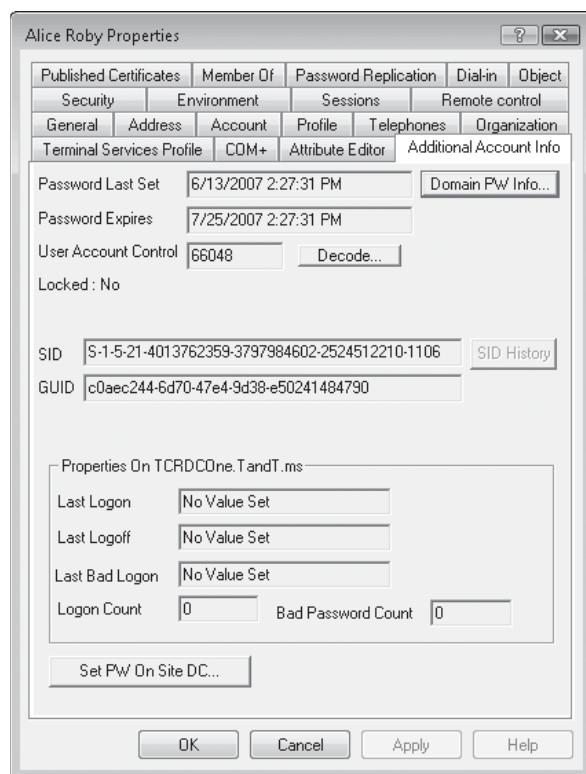 Alice Roby Properties
Published Certificates Member Of Password Replication Dial-in Object
Security Environment Sessions Remote control
General Address Account Profile Telephones Organization
Terminal Services Profile COM+ Attribute Editor Additional Account Info
Password Last Set 6/13/2007 2:27:31 PM Domain PW Info...
Password Expires 7/25/2007 2:27:31 PM
User Account Control 66048 Decode...
Locked : No
SID S-1-5-21-4013762359-3797984602-2524512210-1106 SID History
GUID c0aec244-6d70-47e4-9d38-e50241484790
Properties On TCRDCOne.TandT.ms
Last Logon No Value Set
Last Logoff No Value Set
Last Bad Logon No Value Set
Logon Count 0 Bad Password Count 0
Set PW On Site DC...
OK Cancel Apply Help